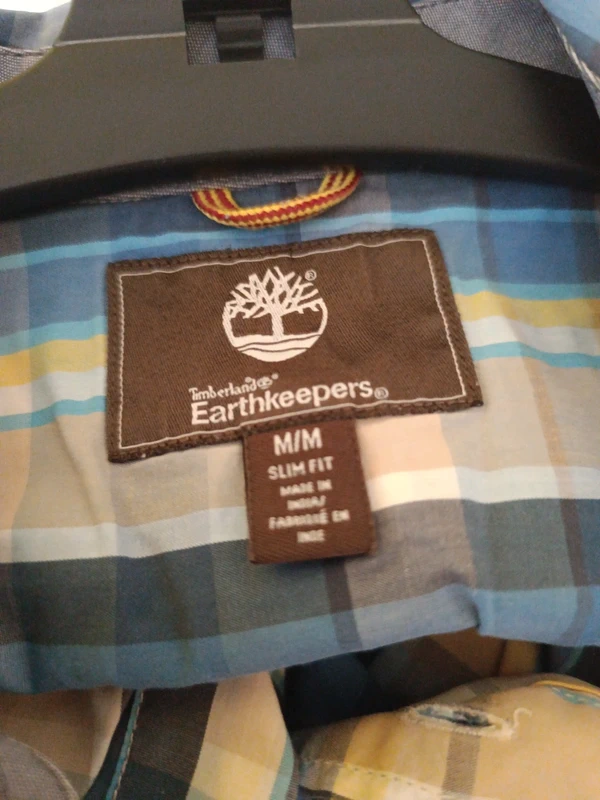 ®
Timberland®
Earthkeepers®
M/M
SLIM FIT
MADE IN
INDIA/
FABRIQUÉ EN
INDE